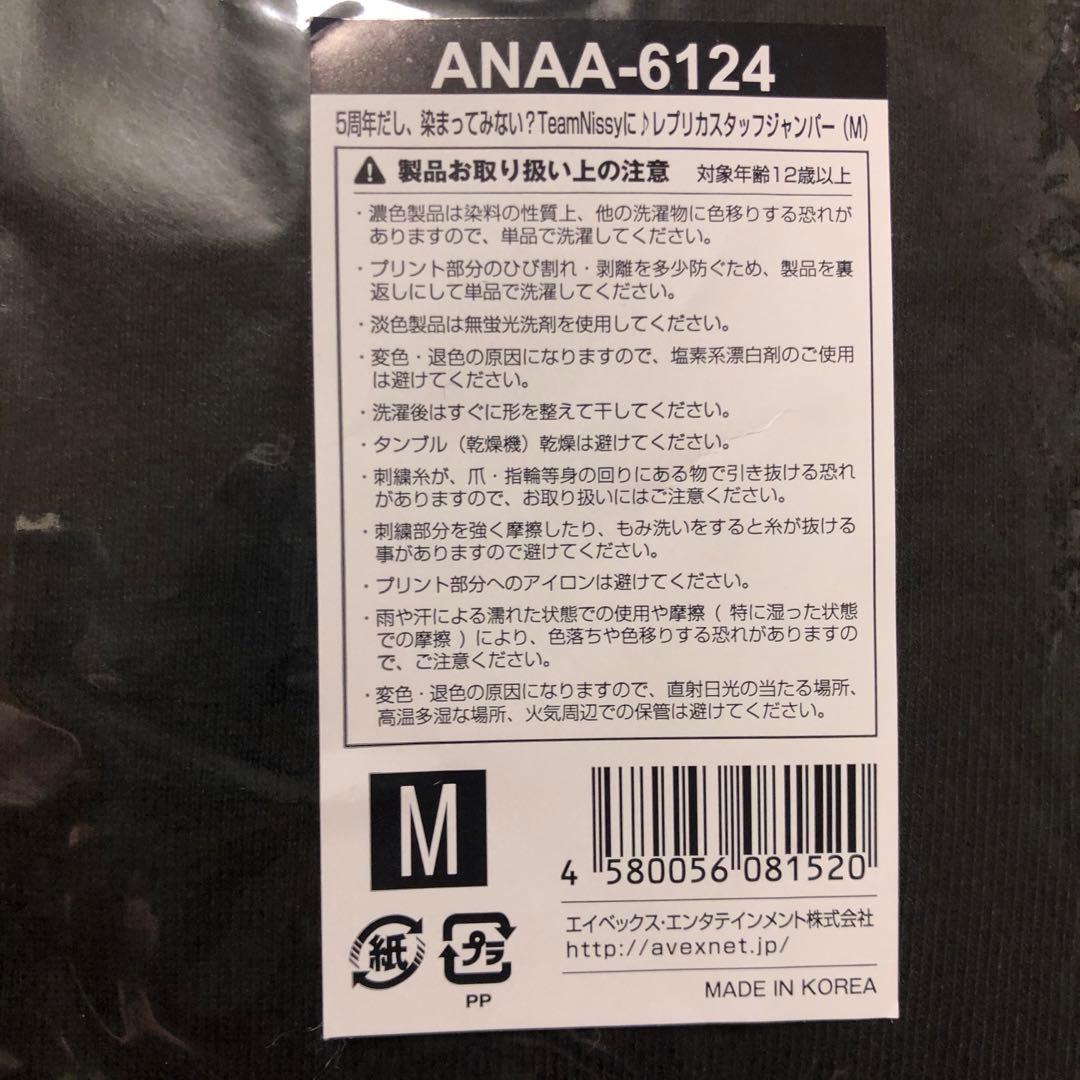 ANAA-6124
5周年だし、染まってみない？TeamNissyに♪レプリカスタッフジャンパー（M）
製品お取り扱い上の注意 対象年齢12歳以上
・濃色製品は染料の性質上、他の洗濯物に色移りする恐れが
ありますので、単品で洗濯してください。
・プリント部分のひび割れ・剥離を多少防ぐため、製品を裏
返しにして単品で洗濯してください。
・淡色製品は無蛍光洗剤を使用してください。
・変色・退色の原因になりますので、塩素系漂白剤のご使用
は避けてください。
・洗濯後はすぐに形を整えて干してください。
・タンブル（乾燥機）乾燥は避けてください。
・刺繍糸が、爪・指輪等身の回りにある物で引き抜ける恐れ
がありますので、お取り扱いにはご注意ください。
・刺繍部分を強く摩擦したり、もみ洗いをすると糸が抜ける
事がありますので避けてください。
・プリント部分へのアイロンは避けてください。
・雨や汗による濡れた状態での使用や摩擦（特に湿った状態
での摩擦）により、色落ちや色移りする恐れがありますの
で、ご注意ください。
・変色・退色の原因になりますので、直射日光の当たる場所、
高温多湿な場所、火気周辺での保管は避けてください。
M
4 580056 081520
エイベックス・エンタテインメント株式会社
http://avexnet.jp/
紙 プラ
PP
MADE IN KOREA